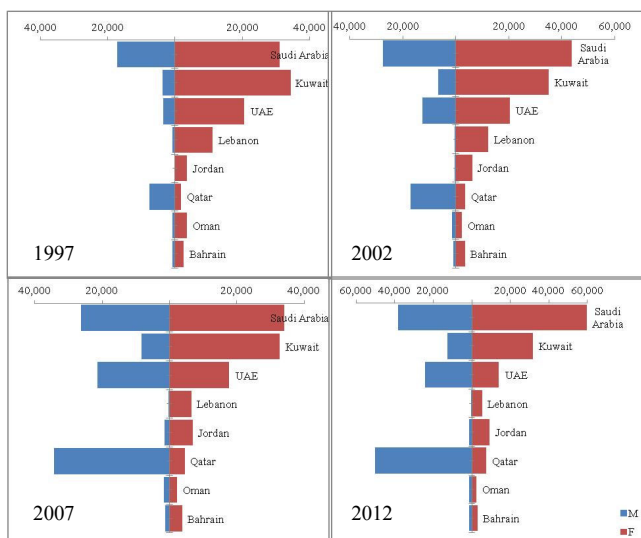 40,000 20,000 20,000 40,000
Saudi Arabia
Kuwait
UAE
Lebanon
Jordan
Qatar
Oman
Bahrain
1997
40,000 20,000 20,000 40,000 60,000
Saudi
Arabia
Kuwait
UAE
Lebanon
Jordan
Qatar
Oman
Bahrain
2002
40,000 20,000 20,000 40,000
Saudi Arabia
Kuwait
UAE
Lebanon
Jordan
Qatar
Oman
Bahrain
2007
60,000 40,000 20,000 20,000 40,000 60,000
Saudi
Arabia
Kuwait
UAE
Lebanon
Jordan
Qatar
Oman
Bahrain
2012
M
F